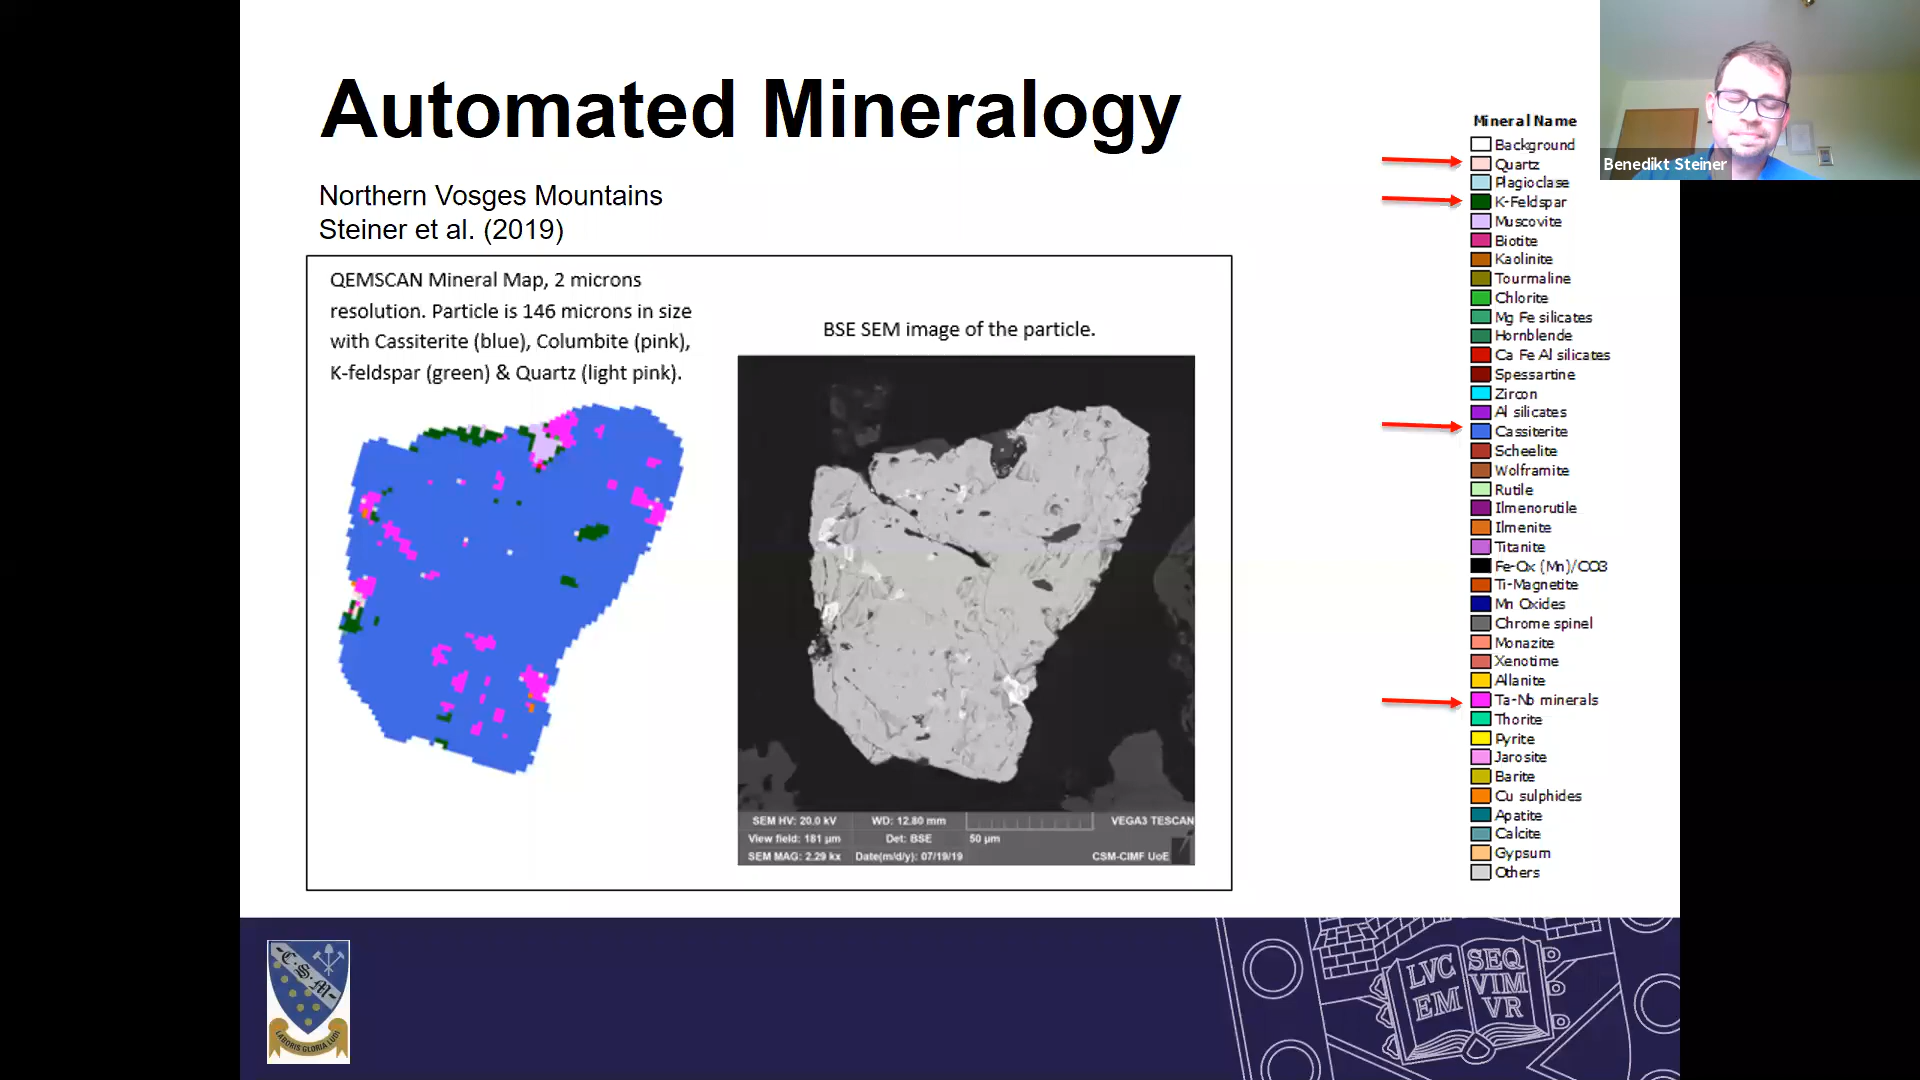 Automated Mineralogy
Northern Vosges Mountains
Steiner et al. (2019)
QEMSCAN Mineral Map, 2 microns
resolution. Particle is 146 microns in size
with Cassiterite (blue), Columbite (pink),
K-feldspar (green) & Quartz (light pink).
BSE SEM image of the particle.
SEM HV: 20.0 kV
WD: 12.80 mm
VEGA3 TESCAN
View field: 181 µm
Det: BSE
50 µm
SEM MAG: 2.29 kx
Date(m/d/y): 07/19/19
CSM-CIMF UoE
Mineral Name
Background
Quartz
Plagioclase
K-Feldspar
Muscovite
Biotite
Kaolinite
Tourmaline
Chlorite
Mg Fe silicates
Hornblende
Ca Fe Al silicates
Spessartine
Zircon
Al silicates
Cassiterite
Scheelite
Wolframite
Rutile
Ilmenorutile
Ilmenite
Titanite
Fe-Ox (Mn)/CO3
Ti-Magnetite
Mn Oxides
Chrome spinel
Monazite
Xenotime
Allanite
Ta-Nb minerals
Thorite
Pyrite
Jarosite
Barite
Cu sulphides
Apatite
Calcite
Gypsum
Others
Benedikt Steiner
C.S.M
LABORIS GLORIA LUDI
LVC
EM
SEQ
VIM
VR